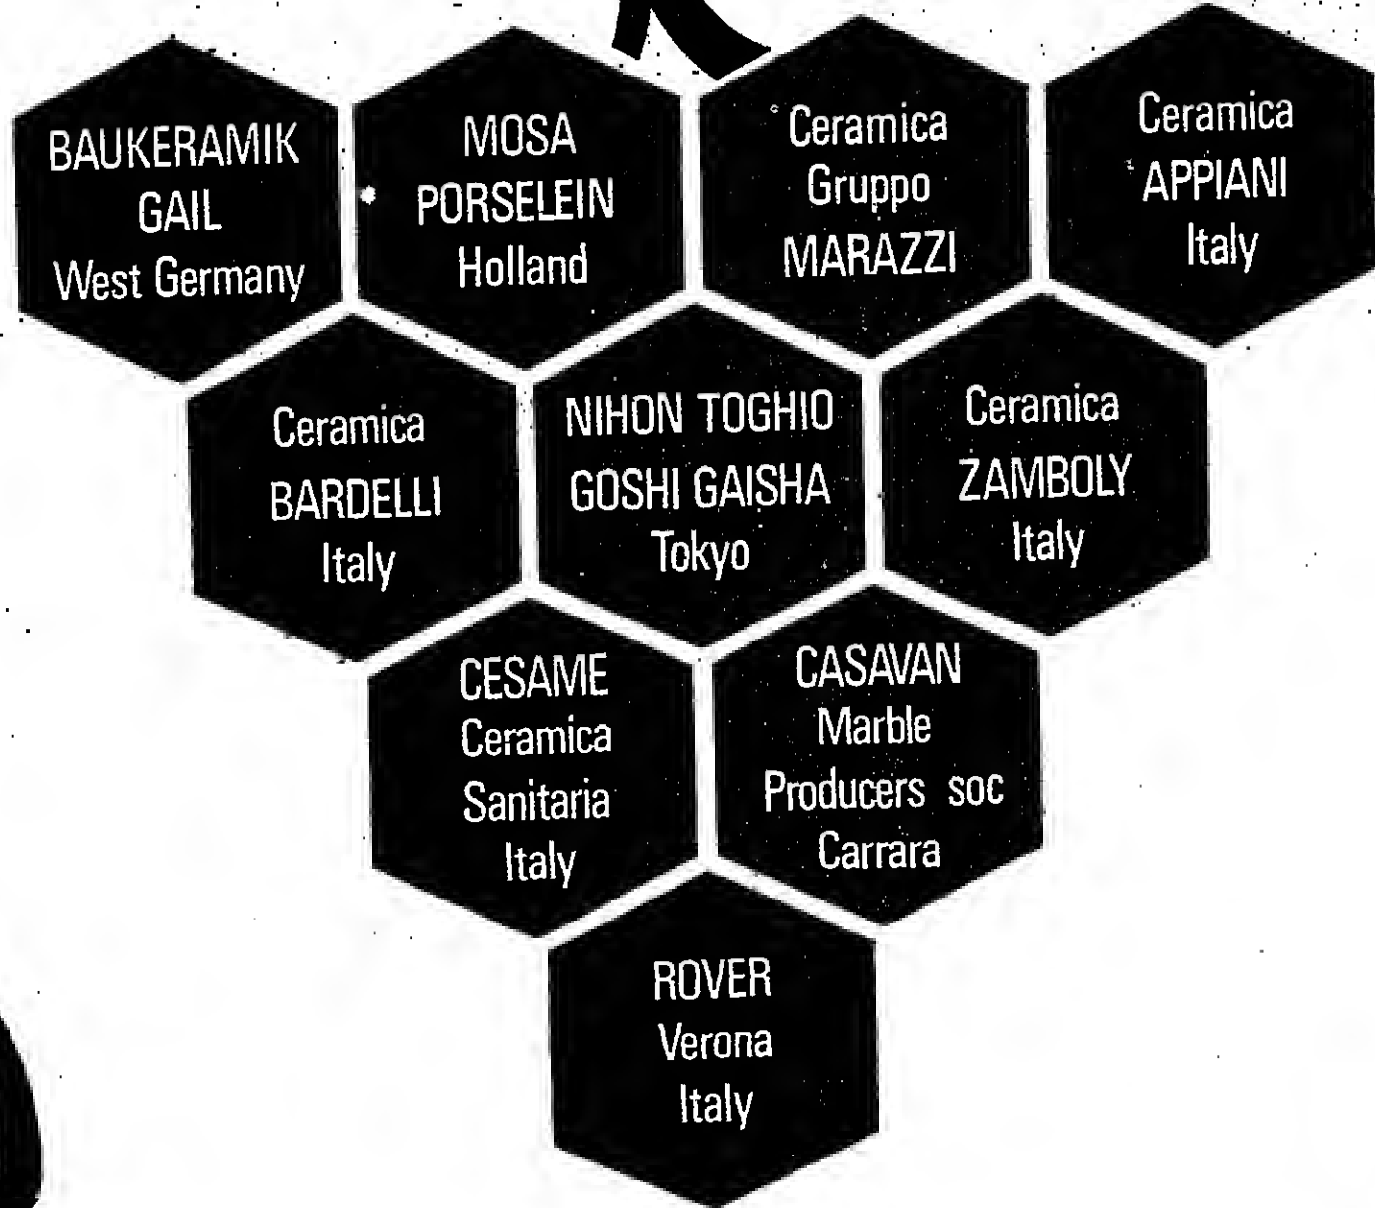 BAUKERAMIK
GAIL
West Germany
MOSA
PORSELEIN
Holland
Ceramica
Gruppo
MARAZZI
Ceramica
APPIANI
Italy
Ceramica
BARDELLI
Italy
NIHON TOGHIO
GOSHI GAISHA
Tokyo
Ceramica
ZAMBOLY
Italy
CESAME
Ceramica
Sanitaria
Italy
CASAVAN
Marble
Producers soc
Carrara
ROVER
Verona
Italy